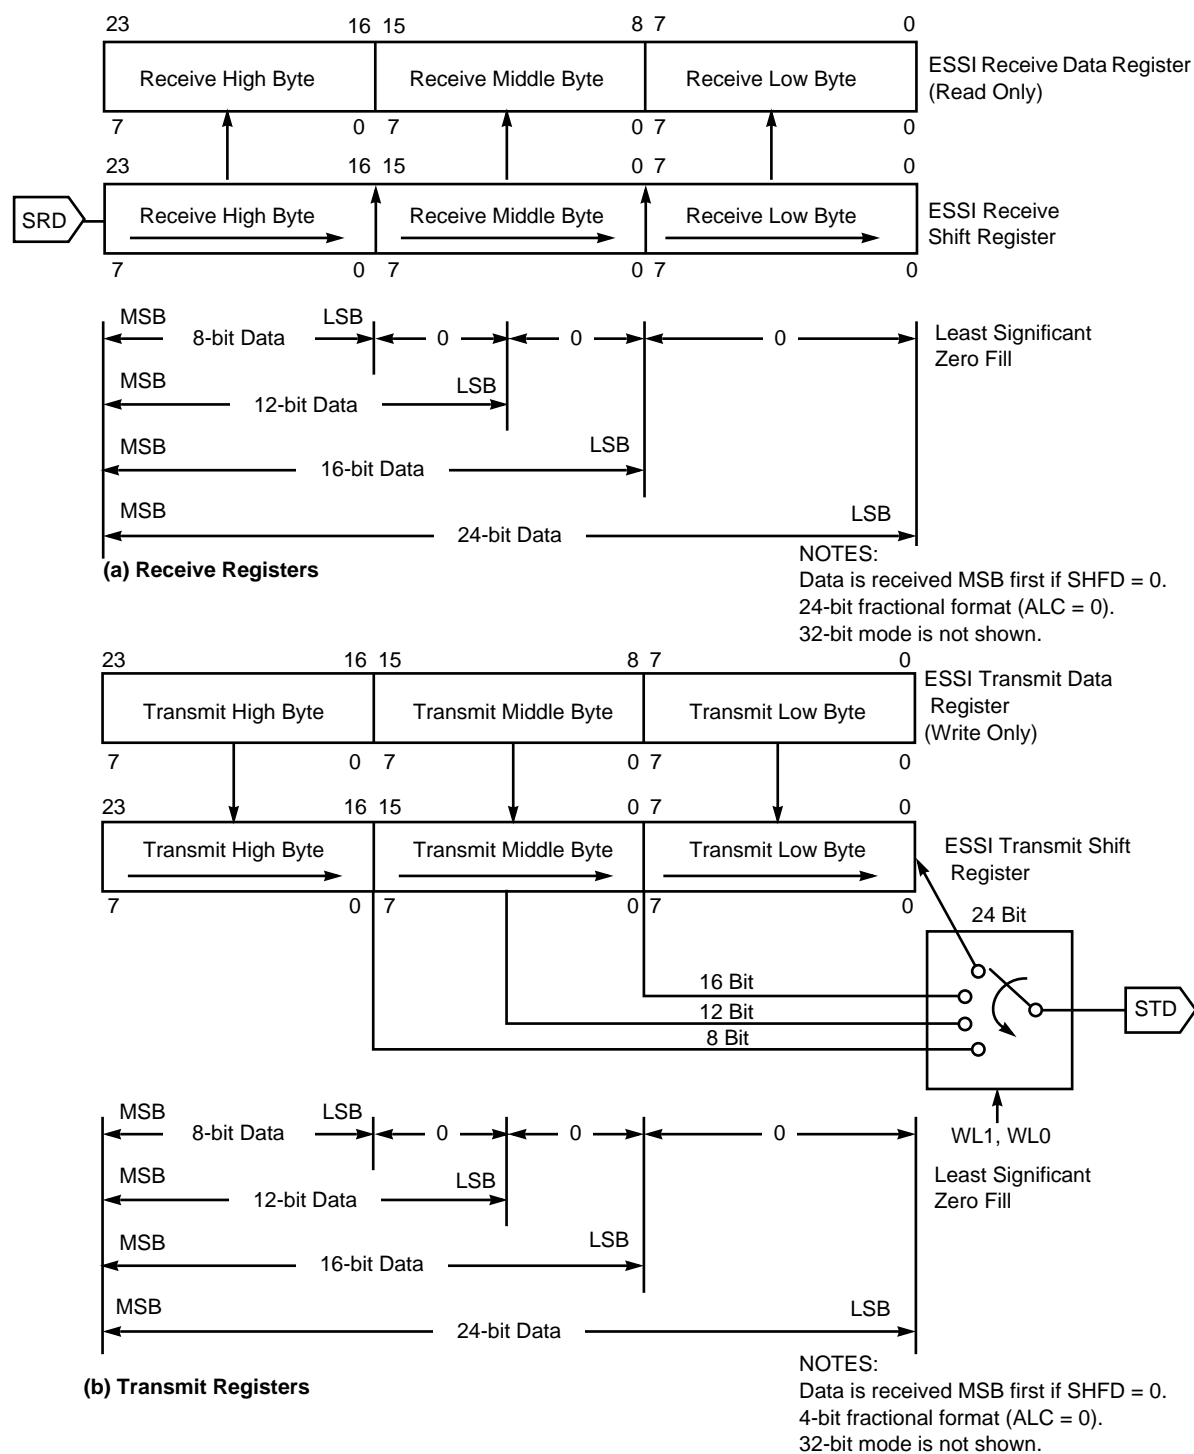 23 16 15 8 7 0
Receive High Byte Receive Middle Byte Receive Low Byte
ESSI Receive Data Register
(Read Only)
7 0 7 0 7 0
23 16 15 0 7 0
SRD
Receive High Byte Receive Middle Byte Receive Low Byte
ESSI Receive
Shift Register
7 0 7 0 7 0
MSB LSB
8-bit Data 0 0 0
Least Significant
Zero Fill
MSB LSB
12-bit Data
MSB LSB
16-bit Data
MSB LSB
24-bit Data
(a) Receive Registers
NOTES:
Data is received MSB first if SHFD = 0.
24-bit fractional format (ALC = 0).
32-bit mode is not shown.
23 16 15 8 7 0
Transmit High Byte Transmit Middle Byte Transmit Low Byte
ESSI Transmit Data
Register
(Write Only)
7 0 7 0 7 0
23 16 15 0 7 0
Transmit High Byte Transmit Middle Byte Transmit Low Byte
ESSI Transmit Shift
Register
7 0 7 0 7 0
24 Bit
16 Bit
12 Bit
8 Bit
STD
WL1, WL0
MSB LSB
8-bit Data 0 0 0
Least Significant
Zero Fill
MSB LSB
12-bit Data
MSB LSB
16-bit Data
MSB LSB
24-bit Data
(b) Transmit Registers
NOTES:
Data is received MSB first if SHFD = 0.
4-bit fractional format (ALC = 0).
32-bit mode is not shown.